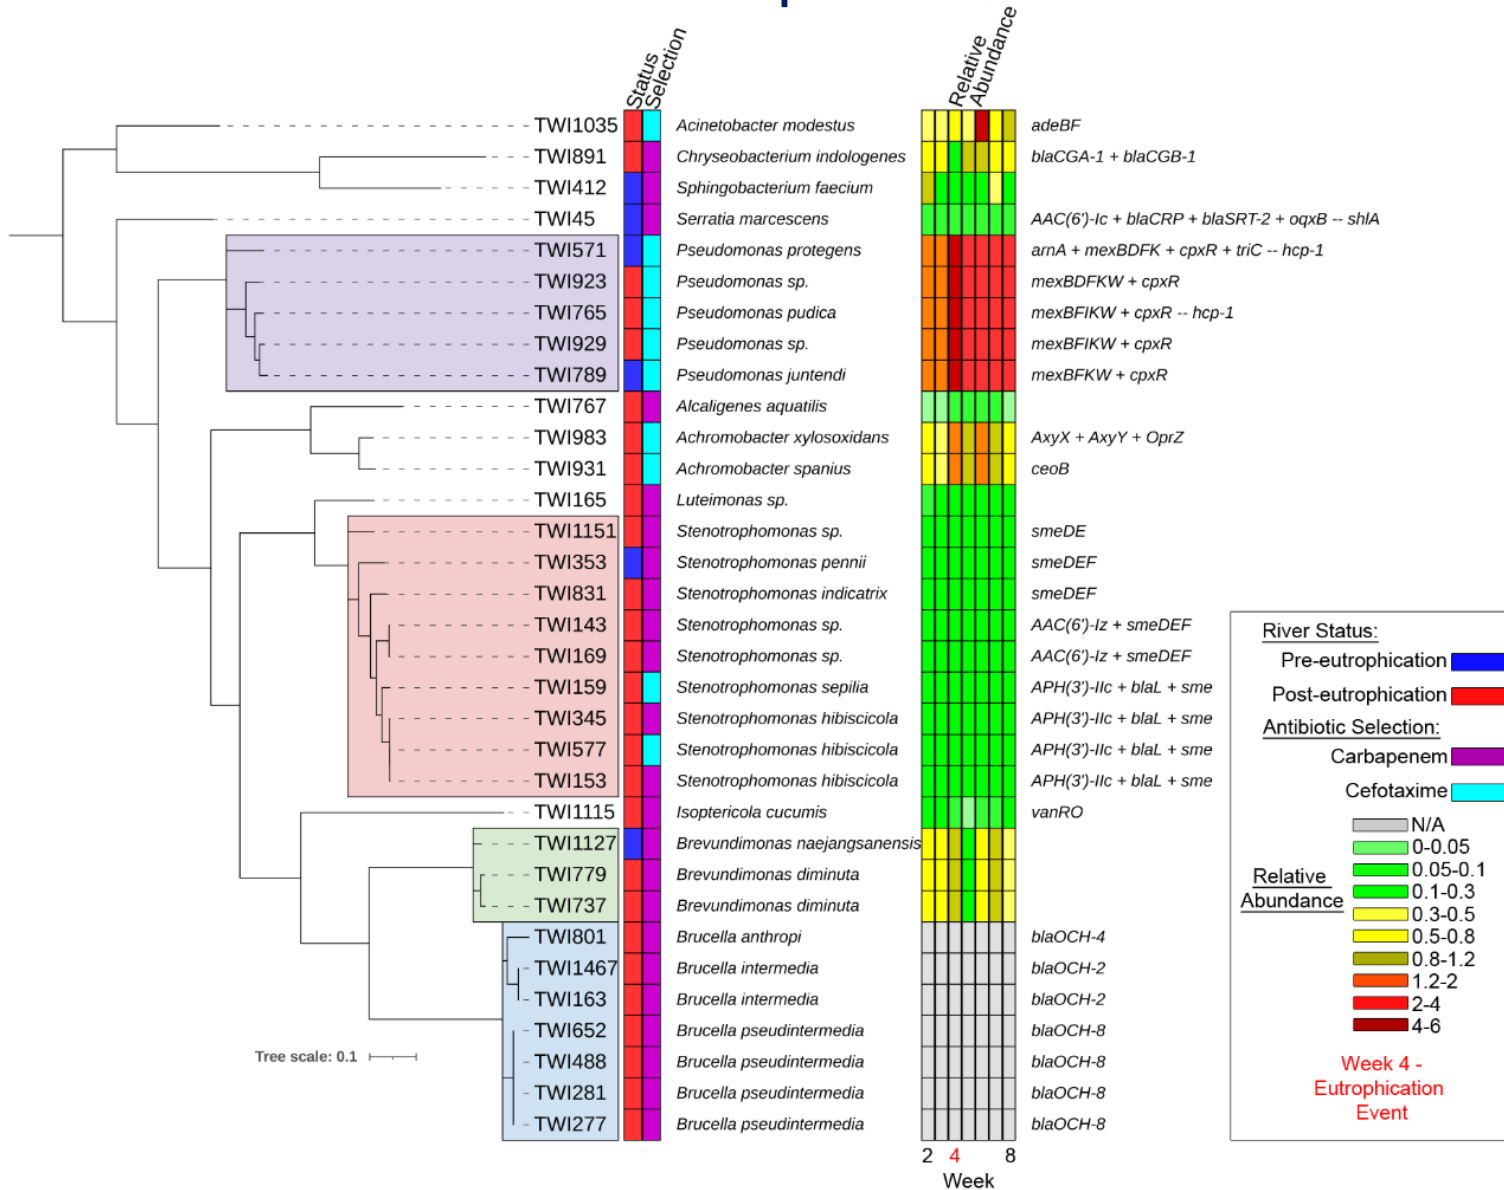 Status
Selection
Relative
Abundance
TWI1035 Acinetobacter modestus adeBF
TWI891 Chryseobacterium indologenes blaCGA-1 + blaCGB-1
TWI412 Sphingobacterium faecium
TWI45 Serratia marcescens AAC(6')-Ic + blaCRP + blaSRT-2 + oqxB -- shlA
TWI571 Pseudomonas protegens arnA + mexBDFK + cpxR + triC -- hcp-1
TWI923 Pseudomonas sp. mexBDFKW + cpxR
TWI765 Pseudomonas pudica mexBFIKW + cpxR -- hcp-1
TWI929 Pseudomonas sp. mexBFIKW + cpxR
TWI789 Pseudomonas juntendi mexBFKW + cpxR
TWI767 Alcaligenes aquatilis
TWI983 Achromobacter xylosoxidans AxyX + AxyY + OprZ
TWI931 Achromobacter spanius ceoB
TWI165 Luteimonas sp.
TWI1151 Stenotrophomonas sp. smeDE
TWI353 Stenotrophomonas pennii smeDEF
TWI831 Stenotrophomonas indicatrix smeDEF
TWI143 Stenotrophomonas sp. AAC(6')-Iz + smeDEF
TWI169 Stenotrophomonas sp. AAC(6')-Iz + smeDEF
TWI159 Stenotrophomonas sepilia APH(3')-IIc + blaL + sme
TWI345 Stenotrophomonas hibiscicola APH(3')-IIc + blaL + sme
TWI577 Stenotrophomonas hibiscicola APH(3')-IIc + blaL + sme
TWI153 Stenotrophomonas hibiscicola APH(3')-IIc + blaL + sme
TWI1115 Isoptericola cucumis vanRO
TWI1127 Brevundimonas naejangsanensis
TWI779 Brevundimonas diminuta
TWI737 Brevundimonas diminuta
TWI801 Brucella anthropi blaOCH-4
TWI1467 Brucella intermedia blaOCH-2
TWI163 Brucella intermedia blaOCH-2
TWI652 Brucella pseudintermedia blaOCH-8
TWI488 Brucella pseudintermedia blaOCH-8
TWI281 Brucella pseudintermedia blaOCH-8
TWI277 Brucella pseudintermedia blaOCH-8
Tree scale: 0.1
2 4 8
Week
River Status:
Pre-eutrophication
Post-eutrophication
Antibiotic Selection:
Carbapenem
Cefotaxime
Relative
Abundance
N/A
0-0.05
0.05-0.1
0.1-0.3
0.3-0.5
0.5-0.8
0.8-1.2
1.2-2
2-4
4-6
Week 4 -
Eutrophication
Event